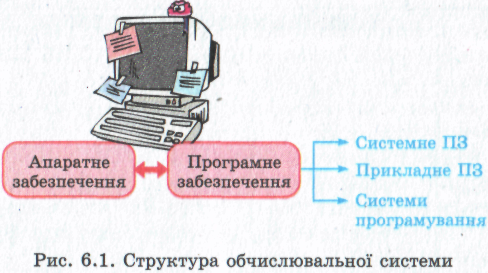 Апаратне
забезпечення
Програмне
забезпечення
Системне ПЗ
Прикладне ПЗ
Системи
програмування
Рис. 6.1. Структура обчислювальної системи